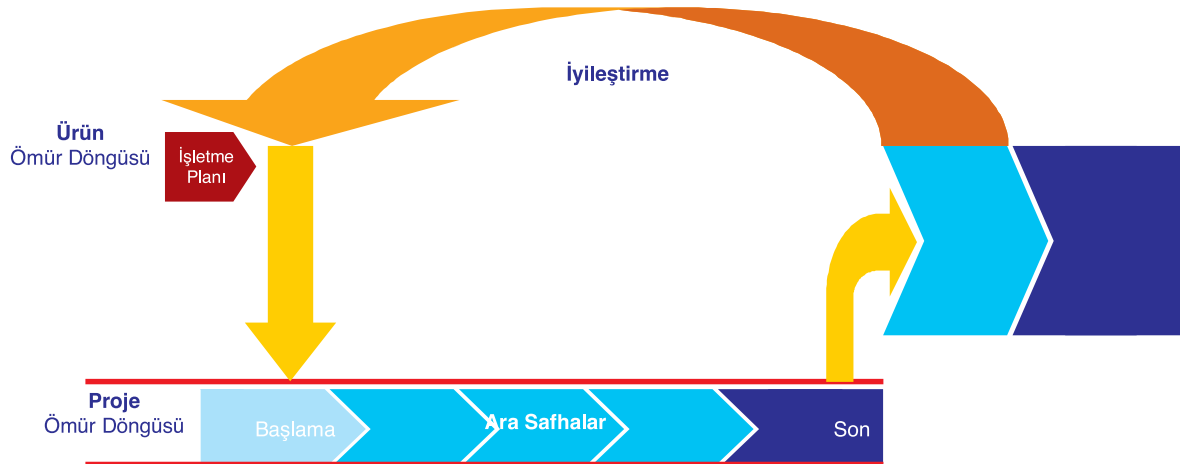 İyileştirme
Ürün
Ömür Döngüsü
İşletme
Planı
Proje
Ömür Döngüsü
Başlama
Ara Safhalar
Son